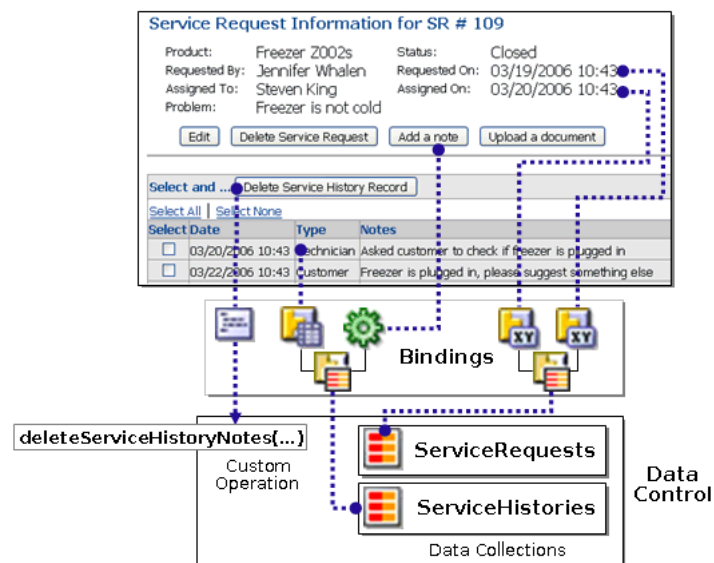 Service Request Information for SR # 109
Product: Freezer Z002s Status: Closed
Requested By: Jennifer Whalen Requested On: 03/19/2006 10:43
Assigned To: Steven King Assigned On: 03/20/2006 10:43
Problem: Freezer is not cold
Edit Delete Service Request Add a note Upload a document
Select and ... Delete Service History Record
Select All | Select None
Select Date Type Notes
03/20/2006 10:43 Technician Asked customer to check if freezer is plugged in
03/22/2006 10:43 Customer Freezer is plugged in, please suggest something else
XY XY
Bindings
deleteServiceHistoryNotes(...)
Custom
Operation
ServiceRequests
ServiceHistories
Data
Control
Data Collections